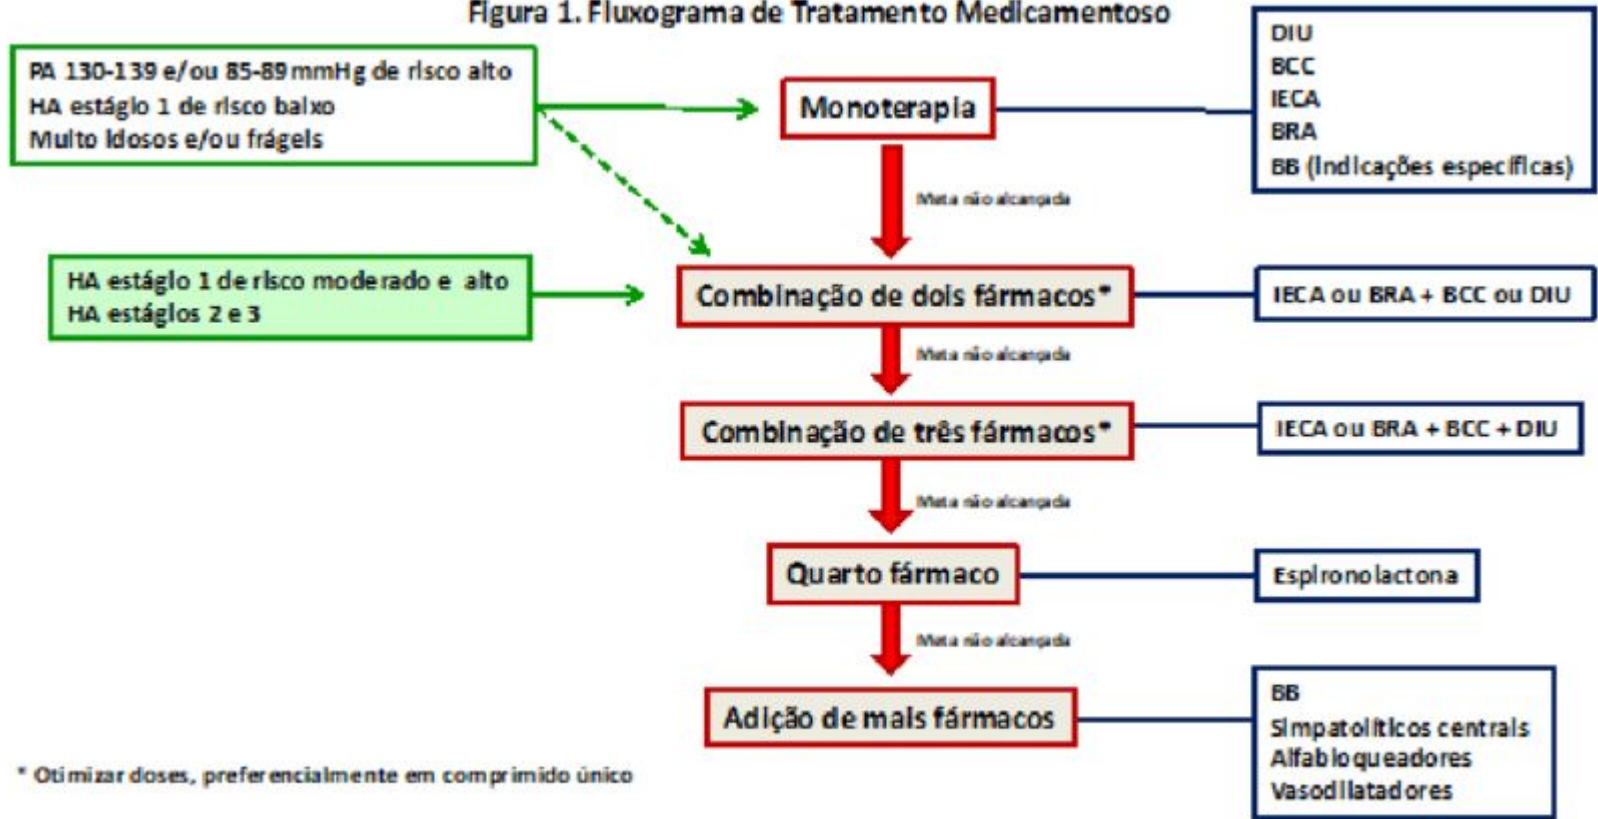 Figura 1. Fluxograma de Tratamento Medicamentoso
PA 130-139 e/ou 85-89 mmHg de risco alto
HA estágio 1 de risco baixo
Muito idosos e/ou frágeis
Monoterapia
DIU
BCC
IECA
BRA
BB (indicações específicas)
Meta não alcançada
HA estágio 1 de risco moderado e alto
HA estágios 2 e 3
Combinação de dois fármacos*
IECA ou BRA + BCC ou DIU
Meta não alcançada
Combinação de três fármacos*
IECA ou BRA + BCC + DIU
Meta não alcançada
Quarto fármaco
Espironolactona
Meta não alcançada
Adição de mais fármacos
BB
Simpatolíticos centrais
Alfabloqueadores
Vasodilatadores
* Otimizar doses, preferencialmente em comprimido único